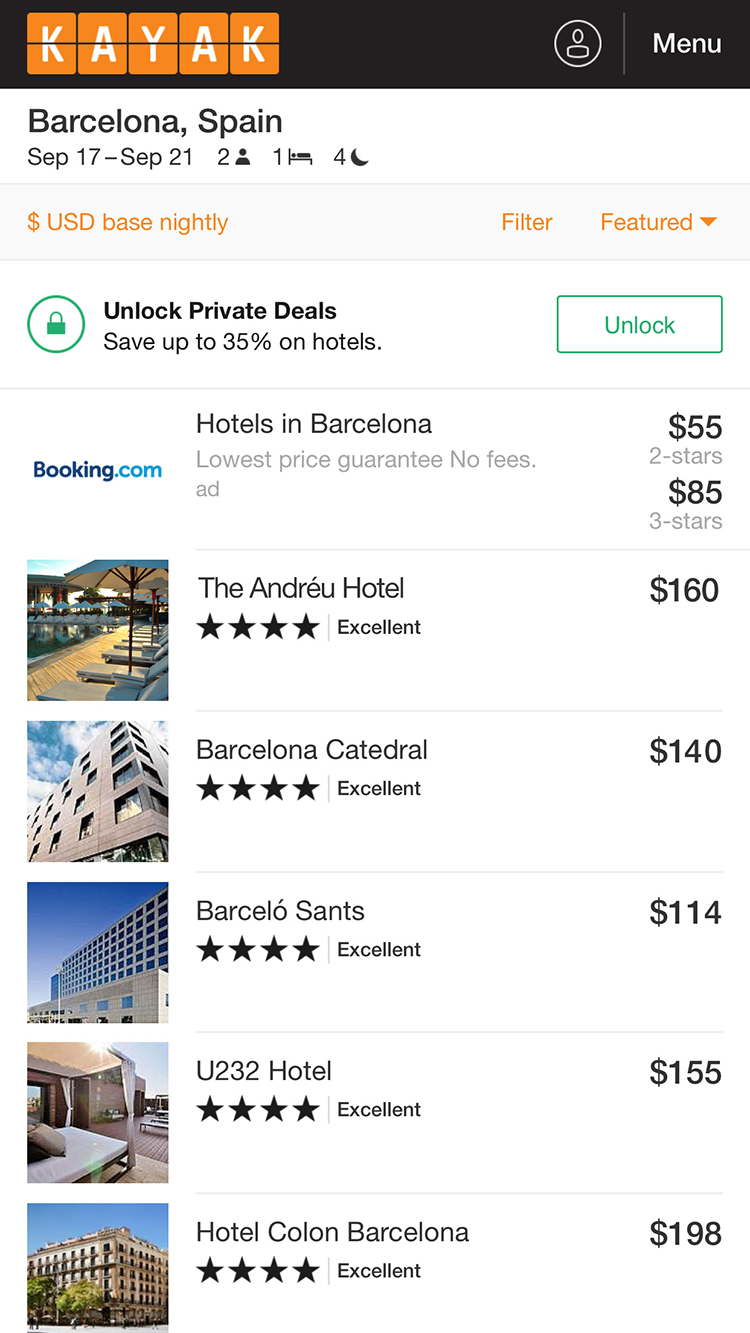 KAYAK
Menu
Barcelona, Spain
Sep 17 – Sep 21 2 1 4
$ USD base nightly Filter Featured
Unlock Private Deals
Save up to 35% on hotels.
Unlock
Booking.com
Hotels in Barcelona
Lowest price guarantee No fees.
ad
$55
2-stars
$85
3-stars
The Andréu Hotel $160
Excellent
Barcelona Catedral $140
Excellent
Barceló Sants $114
Excellent
U232 Hotel $155
Excellent
Hotel Colon Barcelona $198
Excellent